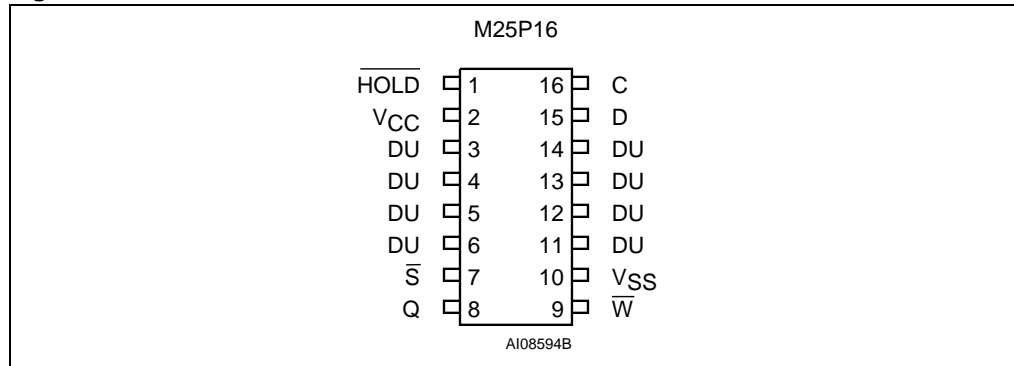 M25P16
HOLD 1 16 C
VCC 2 15 D
DU 3 14 DU
DU 4 13 DU
DU 5 12 DU
DU 6 11 DU
S 7 10 VSS
Q 8 9 W
AI08594B